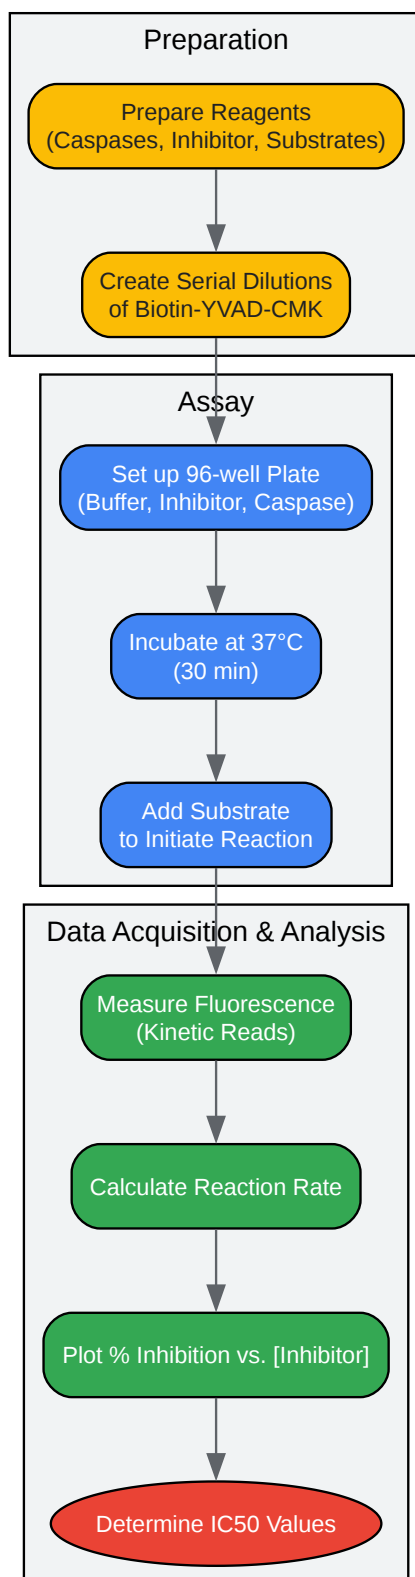 Preparation
Prepare Reagents
(Caspases, Inhibitor, Substrates)
Create Serial Dilutions
of Biotin-YVAD-CMK
Assay
Set up 96-well Plate
(Buffer, Inhibitor, Caspase)
Incubate at 37°C
(30 min)
Add Substrate
to Initiate Reaction
Data Acquisition & Analysis
Measure Fluorescence
(Kinetic Reads)
Calculate Reaction Rate
Plot % Inhibition vs. [Inhibitor]
Determine IC50 Values